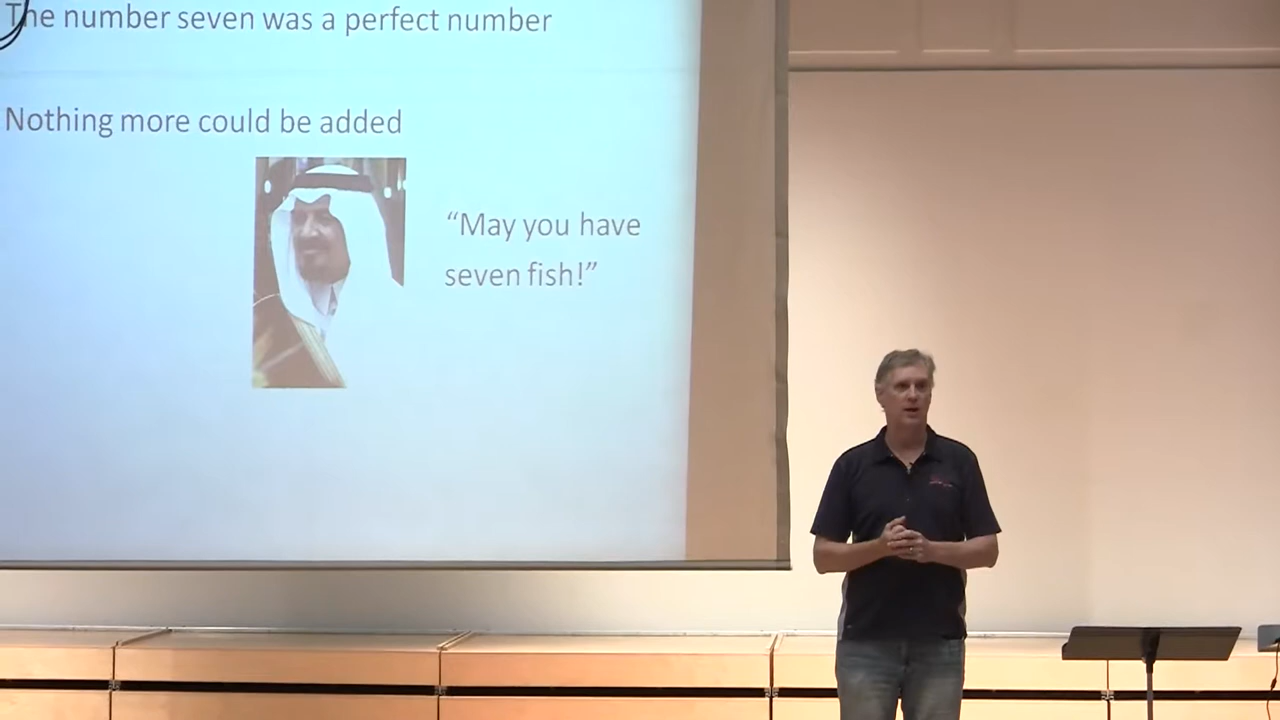 The number seven was a perfect number
Nothing more could be added
“May you have
seven fish!”